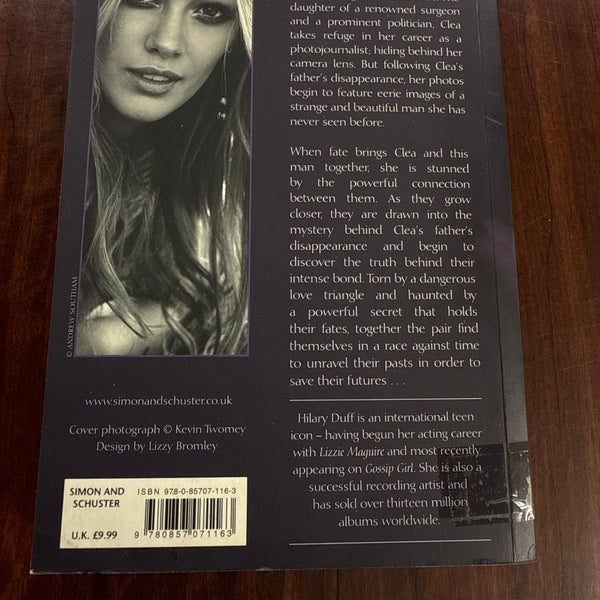 daughter of a renowned surgeon
and a prominent politician, Clea
takes refuge in her career as a
photojournalist; hiding behind her
camera lens. But following Clea's
father's disappearance, her photos
begin to feature eerie images of a
strange and beautiful man she has
never seen before.
When fate brings Clea and this
man together, she is stunned
by the powerful connection
between them. As they grow
closer, they are drawn into the
mystery behind Clea's father's
disappearance and begin to
discover the truth behind their
intense bond. Torn by a dangerous
love triangle and haunted by
a powerful secret that holds
their fates, together the pair find
themselves in a race against time
to unravel their pasts in order to
save their futures . . .
Hilary Duff is an international teen
icon – having begun her acting career
with Lizzie Maguire and most recently
appearing on Gossip Girl. She is also a
successful recording artist and
has sold over thirteen million
albums worldwide.
© ANDREW SOUTHAM
www.simonandschuster.co.uk
Cover photograph © Kevin Twomey
Design by Lizzy Bromley
SIMON AND
SCHUSTER
U.K. £9.99
ISBN 978-0-85707-116-3
9 780857 071163